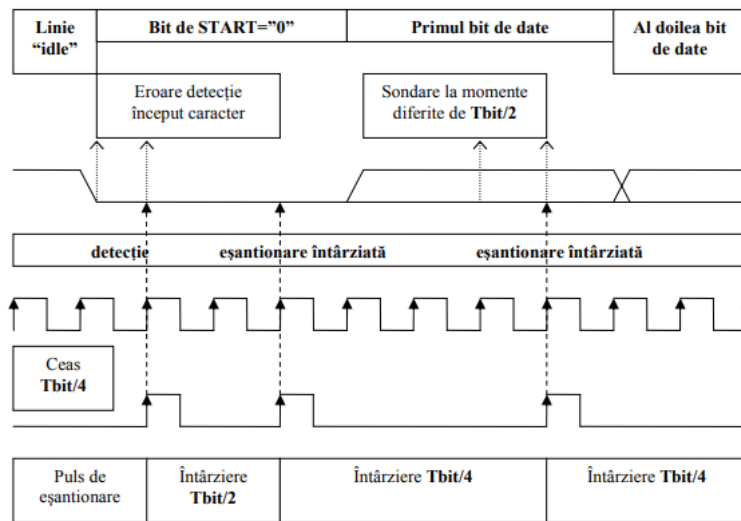 Linie
“idle”
Bit de START=”0”
Primul bit de date
Al doilea bit
de date
Eroare detecție
început caracter
Sondare la momente
diferite de Tbit/2
detecție
eșantionare întârziată
eșantionare întârziată
Ceas
Tbit/4
Puls de
eșantionare
Întârziere
Tbit/2
Întârziere Tbit/4
Întârziere Tbit/4